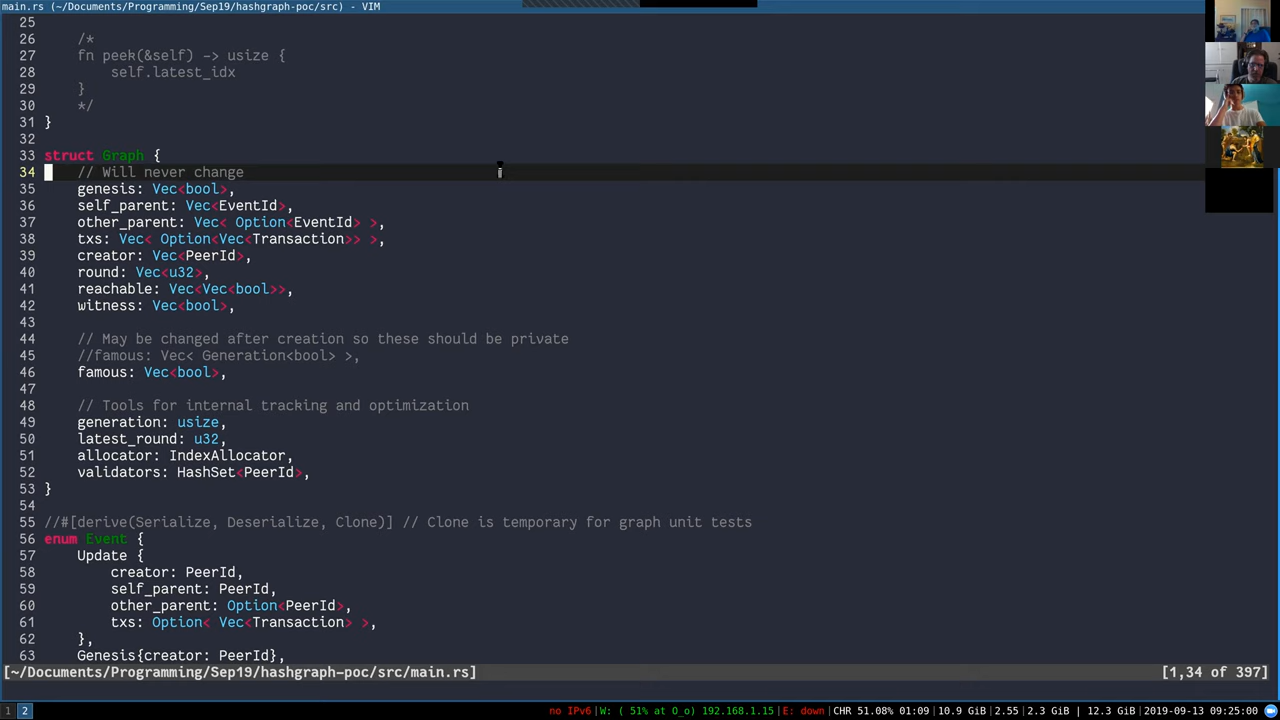 main.rs (~/Documents/Programming/Sep19/hashgraph-poc/src) - VIM
25
26 /*
27 fn peek(&self) -> usize {
28 self.latest_idx
29 }
30 */
31 }
32
33 struct Graph {
34 // Will never change
35 genesis: Vec<bool>,
36 self_parent: Vec<EventId>,
37 other_parent: Vec< Option<EventId> >,
38 txs: Vec< Option<Vec<Transaction>> >,
39 creator: Vec<PeerId>,
40 round: Vec<u32>,
41 reachable: Vec<Vec<bool>>,
42 witness: Vec<bool>,
43
44 // May be changed after creation so these should be private
45 //famous: Vec< Generation<bool> >,
46 famous: Vec<bool>,
47
48 // Tools for internal tracking and optimization
49 generation: usize,
50 latest_round: u32,
51 allocator: IndexAllocator,
52 validators: HashSet<PeerId>,
53 }
54
55 //#[derive(Serialize, Deserialize, Clone)] // Clone is temporary for graph unit tests
56 enum Event {
57 Update {
58 creator: PeerId,
59 self_parent: PeerId,
60 other_parent: Option<PeerId>,
61 txs: Option< Vec<Transaction> >,
62 },
63 Genesis{creator: PeerId},
[~/Documents/Programming/Sep19/hashgraph-poc/src/main.rs] [1,34 of 397]
1 2 no IPv6|W: ( 51% at O_o) 192.168.1.15|E: down|CHR 51.08% 01:09|10.9 GiB|2.55|2.3 GiB | 12.3 GiB|2019-09-13 09:25:00